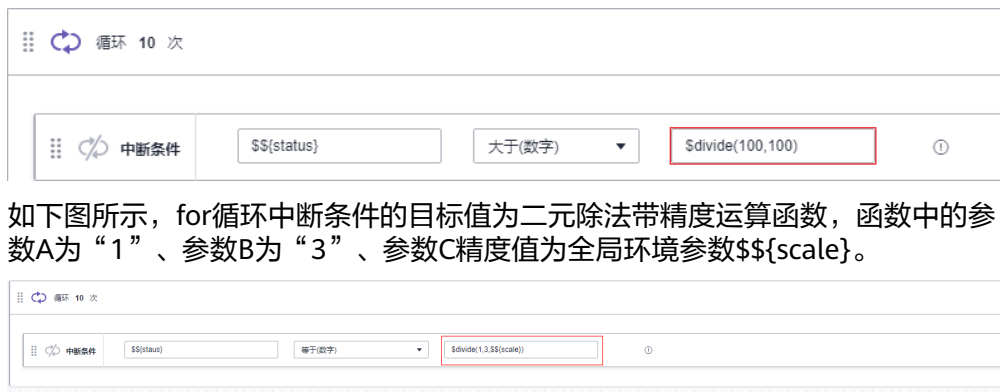 循环 10 次
中断条件 $${status} 大于(数字) $divide(100,100)
如下图所示，for循环中断条件的目标值为二元除法带精度运算函数，函数中的参
数A为“1”、参数B为“3”、参数C精度值为全局环境参数$${scale}。
循环 10 次
中断条件 $${staus} 等于(数字) $divide(1,3,$${scale})